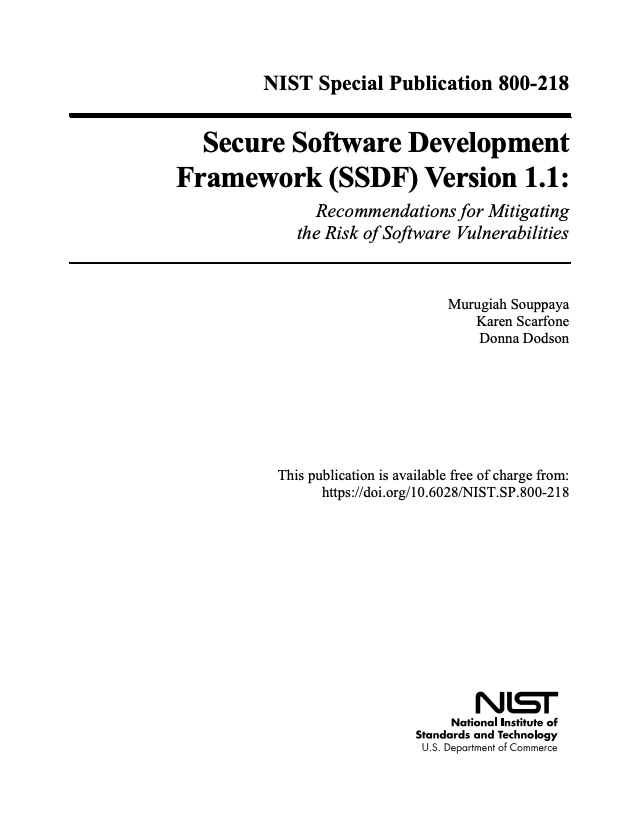 NIST Special Publication 800-218
Secure Software Development
Framework (SSDF) Version 1.1:
Recommendations for Mitigating
the Risk of Software Vulnerabilities
Murugiah Souppaya
Karen Scarfone
Donna Dodson
This publication is available free of charge from:
https://doi.org/10.6028/NIST.SP.800-218
NIST
National Institute of
Standards and Technology
U.S. Department of Commerce